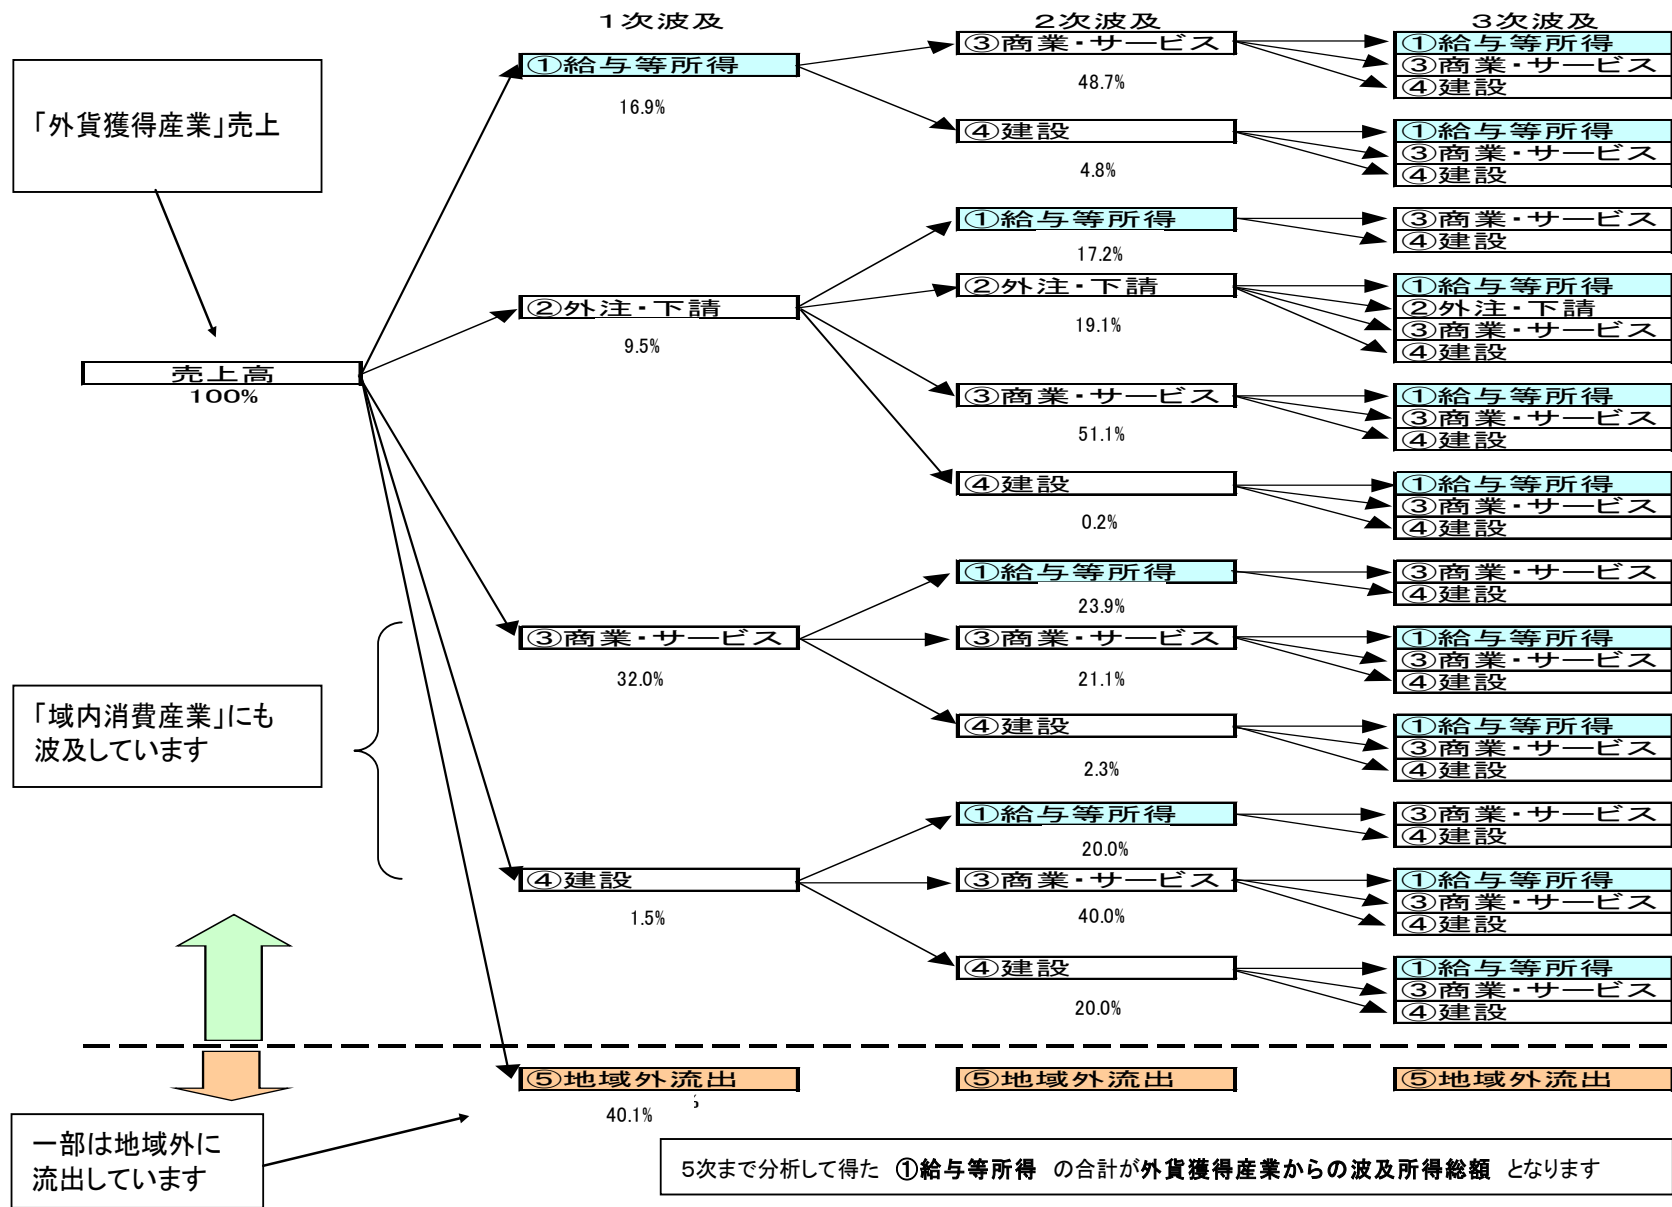 1次波及
2次波及
3次波及
「外貨獲得産業」売上
売上高
100%
①給与等所得
16.9%
②外注・下請
9.5%
③商業・サービス
32.0%
④建設
1.5%
⑤地域外流出
40.1%
③商業・サービス
48.7%
④建設
4.8%
①給与等所得
17.2%
②外注・下請
19.1%
③商業・サービス
51.1%
④建設
0.2%
①給与等所得
23.9%
③商業・サービス
21.1%
④建設
2.3%
①給与等所得
20.0%
③商業・サービス
40.0%
④建設
20.0%
⑤地域外流出
①給与等所得
③商業・サービス
④建設
①給与等所得
③商業・サービス
④建設
③商業・サービス
④建設
①給与等所得
②外注・下請
③商業・サービス
④建設
①給与等所得
③商業・サービス
④建設
①給与等所得
③商業・サービス
④建設
③商業・サービス
④建設
①給与等所得
③商業・サービス
④建設
①給与等所得
③商業・サービス
④建設
③商業・サービス
④建設
①給与等所得
③商業・サービス
④建設
①給与等所得
③商業・サービス
④建設
⑤地域外流出
「域内消費産業」にも
波及しています
一部は地域外に
流出しています
5次まで分析して得た ①給与等所得 の合計が外貨獲得産業からの波及所得総額 となります